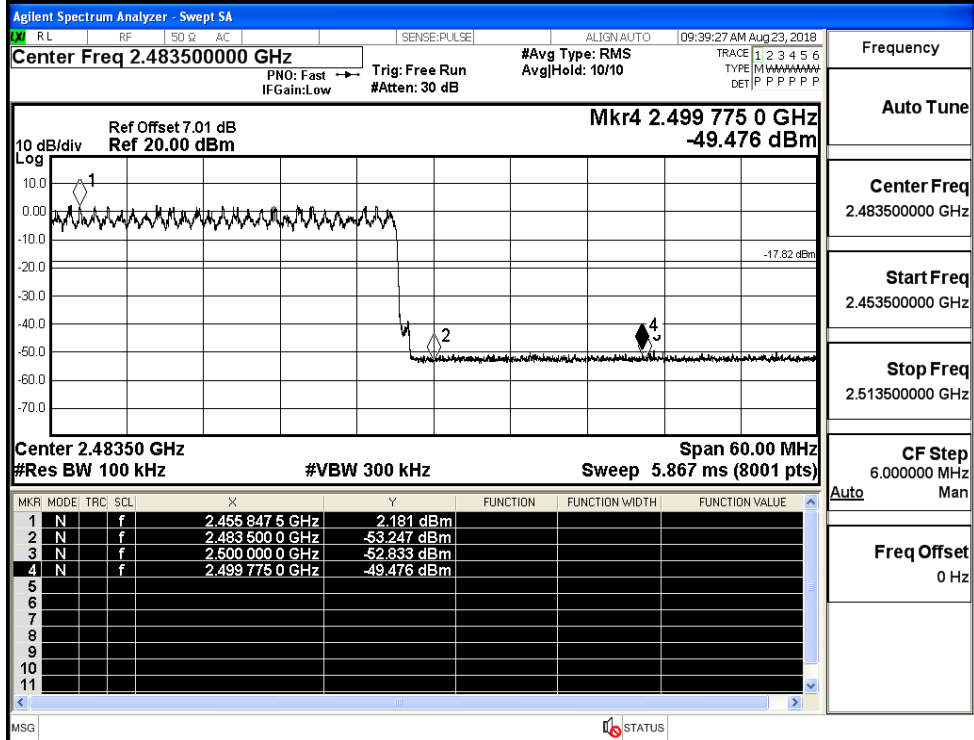 Agilent Spectrum Analyzer - Swept SA
LXI RL RF 50 Ω AC SENSE:PULSE ALIGN AUTO 09:39:27 AM Aug 23, 2018
Center Freq 2.483500000 GHz
PNO: Fast
IFGain:Low
Trig: Free Run
#Atten: 30 dB
#Avg Type: RMS
Avg|Hold: 10/10
TRACE 1 2 3 4 5 6
TYPE M WWWWW
DET P P P P P P
Ref Offset 7.01 dB
10 dB/div Ref 20.00 dBm
Log
Mkr4 2.499 775 0 GHz
-49.476 dBm
10.0
0.00
-10.0
-20.0
-30.0
-40.0
-50.0
-60.0
-70.0
1
-17.82 dBm
2
4
Center 2.48350 GHz Span 60.00 MHz
#Res BW 100 kHz #VBW 300 kHz Sweep 5.867 ms (8001 pts)
MKR MODE TRC SCL X Y FUNCTION FUNCTION WIDTH FUNCTION VALUE
1 N f 2.455 847 5 GHz 2.181 dBm
2 N f 2.483 500 0 GHz -53.247 dBm
3 N f 2.500 000 0 GHz -52.833 dBm
4 N f 2.499 775 0 GHz -49.476 dBm
5
6
7
8
9
10
11
MSG STATUS
Frequency
Auto Tune
Center Freq
2.483500000 GHz
Start Freq
2.453500000 GHz
Stop Freq
2.513500000 GHz
CF Step
6.000000 MHz
Auto Man
Freq Offset
0 Hz